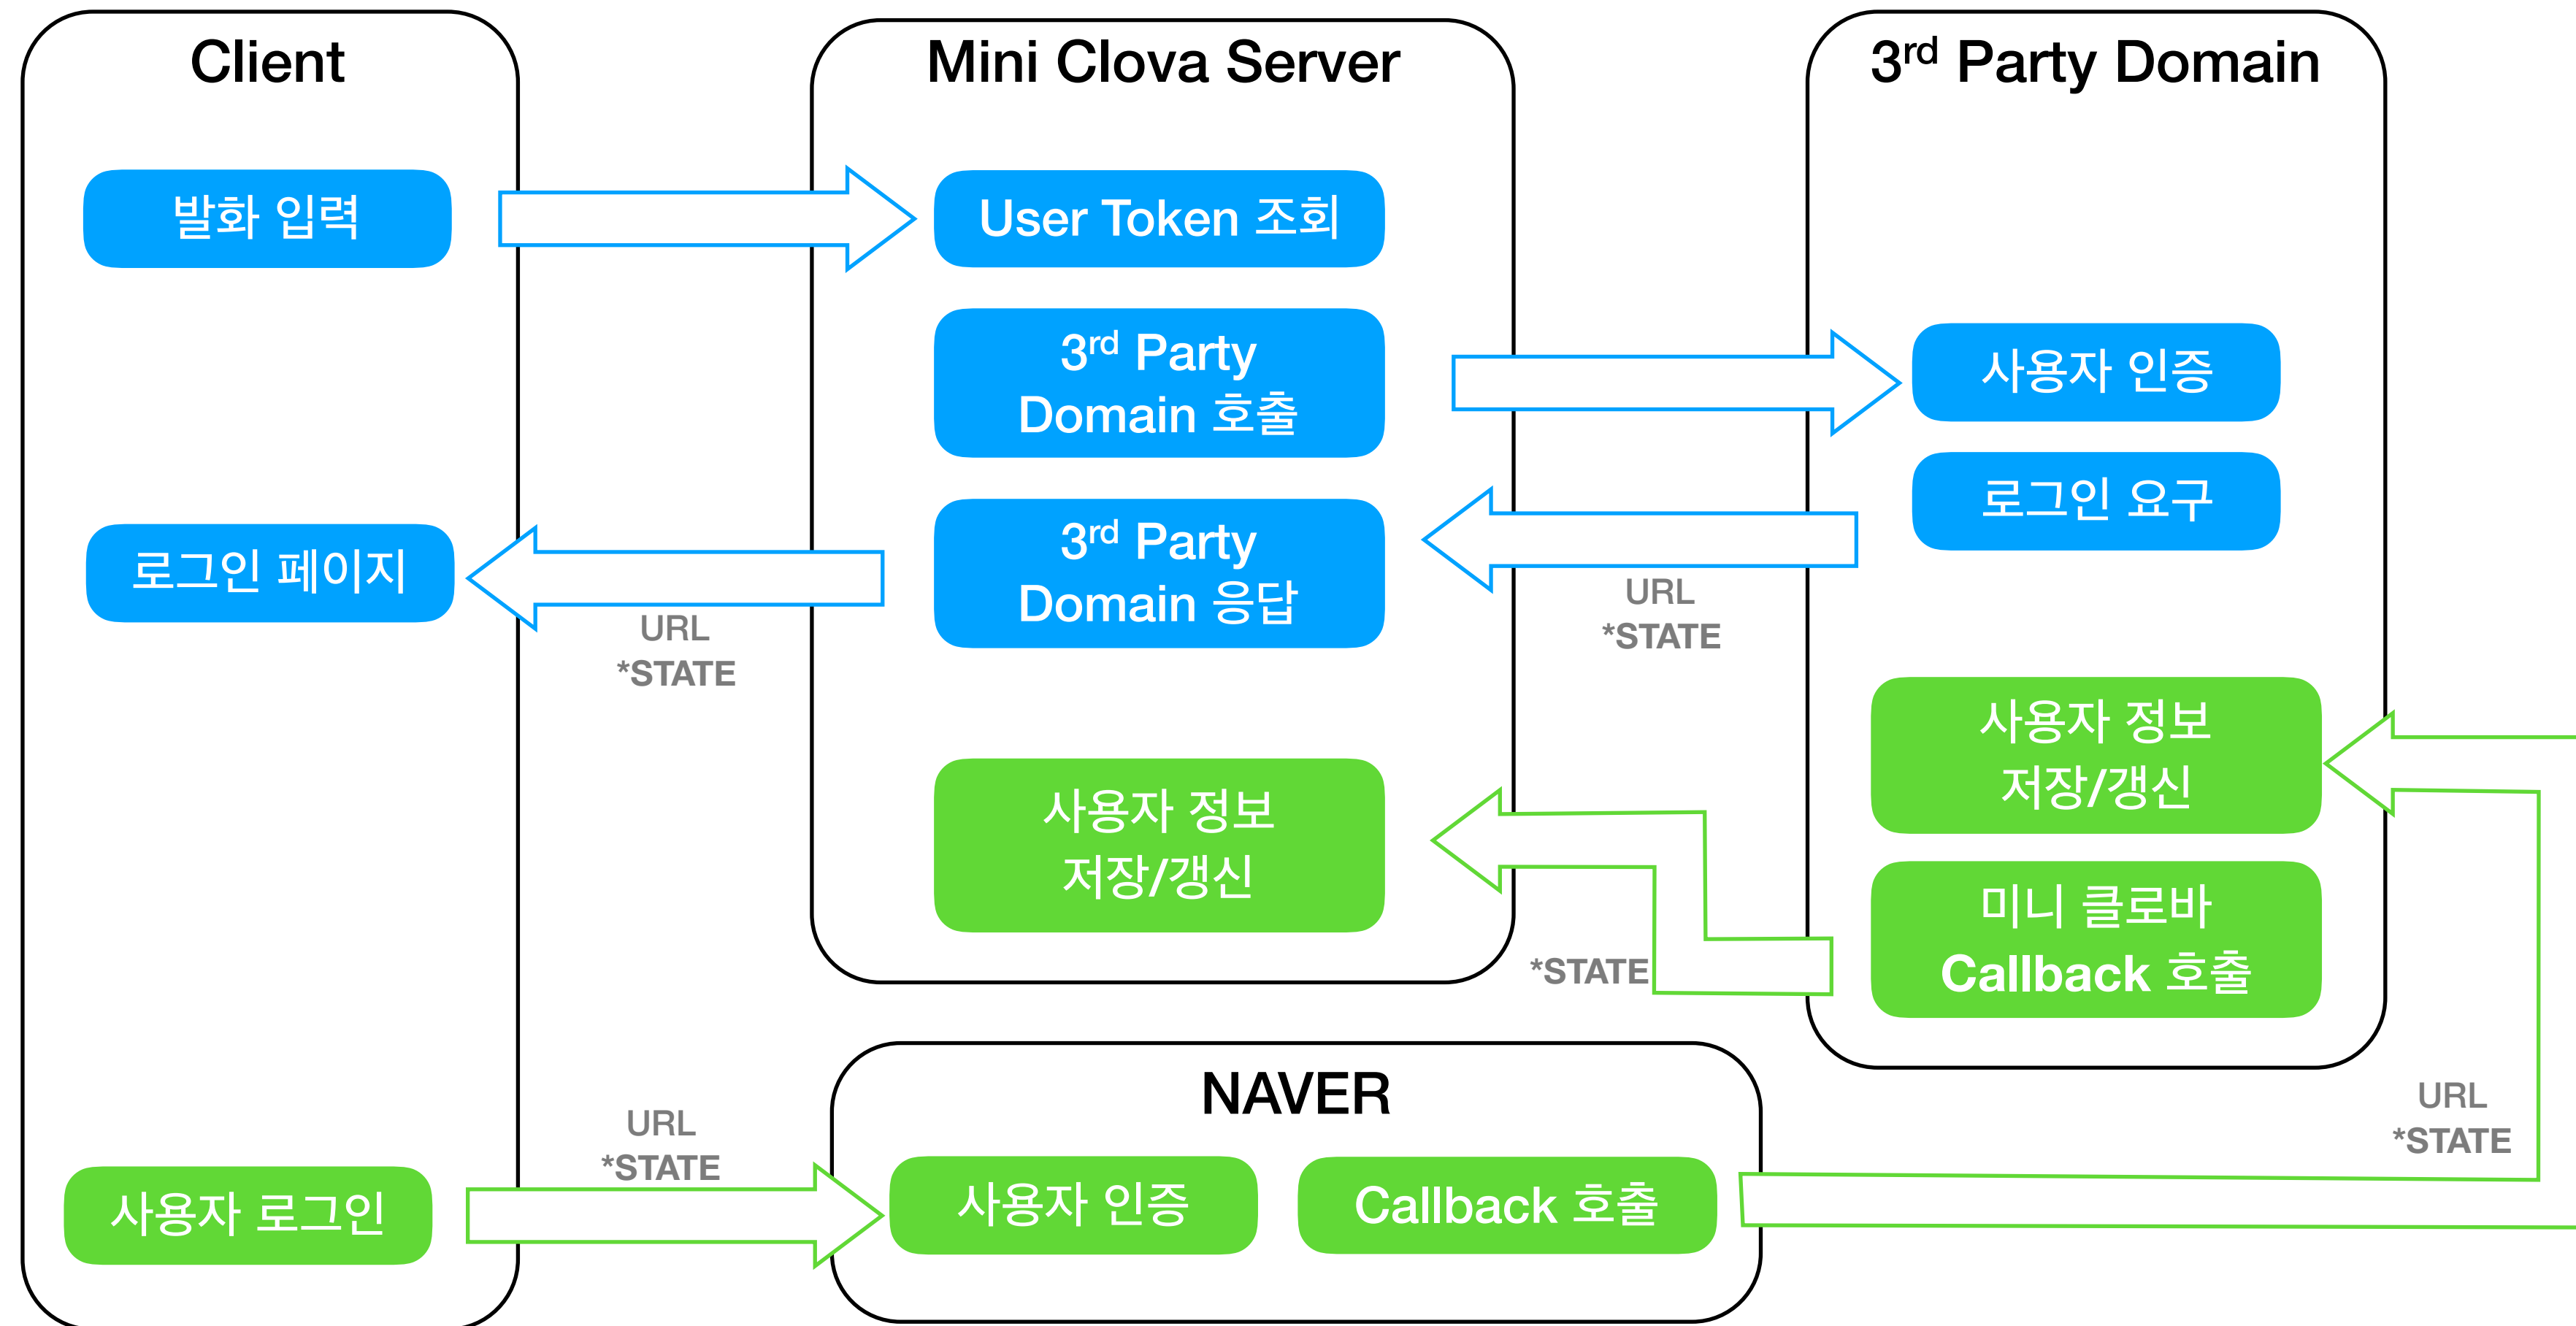 Client
발화 입력
로그인 페이지
URL
*STATE
사용자 로그인
URL
*STATE
Mini Clova Server
User Token 조회
3rd Party
Domain 호출
3rd Party
Domain 응답
사용자 정보
저장/갱신
3rd Party Domain
사용자 인증
로그인 요구
URL
*STATE
사용자 정보
저장/갱신
미니 클로바
Callback 호출
*STATE
NAVER
사용자 인증
Callback 호출
URL
*STATE